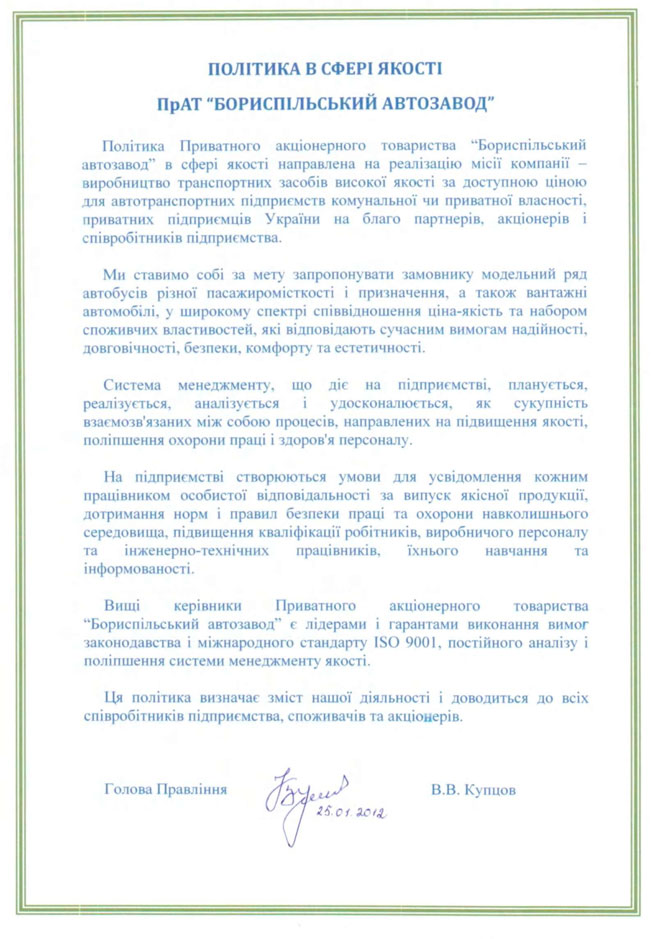 ПОЛІТИКА В СФЕРІ ЯКОСТІ
ПрАТ “БОРИСПІЛЬСЬКИЙ АВТОЗАВОД”
Політика Приватного акціонерного товариства “Бориспільський
автозавод” в сфері якості направлена на реалізацію місії компанії –
виробництво транспортних засобів високої якості за доступною ціною
для автотранспортних підприємств комунальної чи приватної власності,
приватних підприємців України на благо партнерів, акціонерів і
співробітників підприємства.
Ми ставимо собі за мету запропонувати замовнику модельний ряд
автобусів різної пасажиромісткості і призначення, а також вантажні
автомобілі, у широкому спектрі співвідношення ціна-якість та набором
споживчих властивостей, які відповідають сучасним вимогам надійності,
довговічності, безпеки, комфорту та естетичності.
Система менеджменту, що діє на підприємстві, планується,
реалізується, аналізується і удосконалюється, як сукупність
взаємозв'язаних між собою процесів, направлених на підвищення якості,
поліпшення охорони праці і здоров'я персоналу.
На підприємстві створюються умови для усвідомлення кожним
працівником особистої відповідальності за випуск якісної продукції,
дотримання норм і правил безпеки праці та охорони навколишнього
середовища, підвищення кваліфікації робітників, виробничого персоналу
та інженерно-технічних працівників, їхнього навчання та
інформованості.
Вищі керівники Приватного акціонерного товариства
“Бориспільський автозавод” є лідерами і гарантами виконання вимог
законодавства і міжнародного стандарту ISO 9001, постійного аналізу і
поліпшення системи менеджменту якості.
Ця політика визначає зміст нашої діяльності і доводиться до всіх
співробітників підприємства, споживачів та акціонерів.
Голова Правління В.В. Купцов
25.01.2012